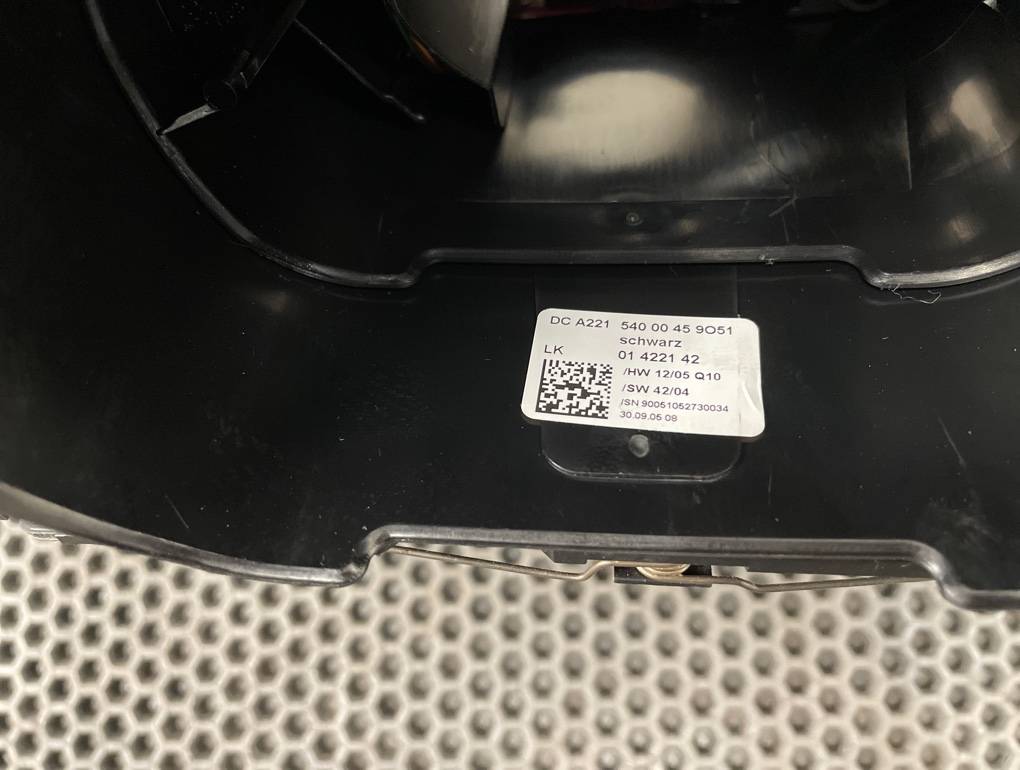 DC A221 540 00 45 9O51
schwarz
LK 01 4221 42
/HW 12/05 Q10
/SW 42/04
/SN 90051052730034
30.09.05 08